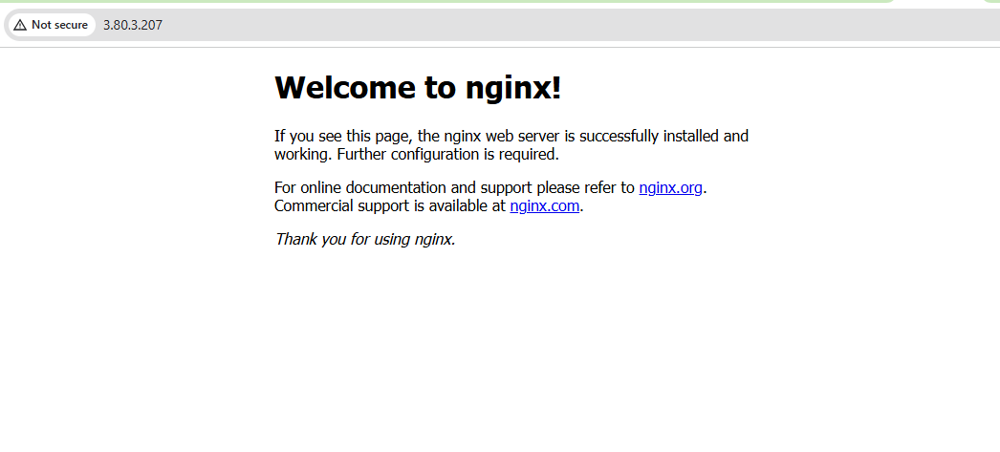 Not secure 3.80.3.207
Welcome to nginx!
If you see this page, the nginx web server is successfully installed and
working. Further configuration is required.
For online documentation and support please refer to nginx.org.
Commercial support is available at nginx.com.
Thank you for using nginx.